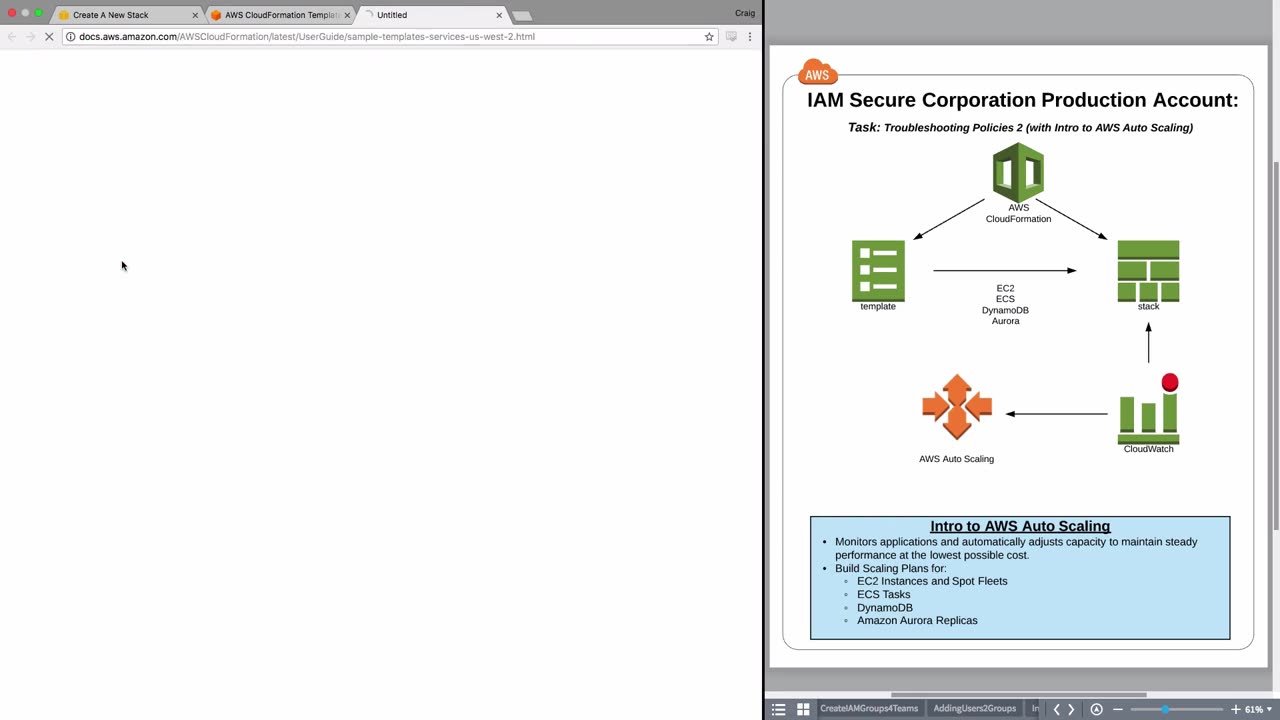 Create A New Stack
AWS CloudFormation Templat
Untitled
Craig
docs.aws.amazon.com/AWSCloudFormation/latest/UserGuide/sample-templates-services-us-west-2.html
AWS
IAM Secure Corporation Production Account:
Task: Troubleshooting Policies 2 (with Intro to AWS Auto Scaling)
AWS
CloudFormation
template
EC2
ECS
DynamoDB
Aurora
stack
AWS Auto Scaling
CloudWatch
Intro to AWS Auto Scaling
• Monitors applications and automatically adjusts capacity to maintain steady
performance at the lowest possible cost.
• Build Scaling Plans for:
◦ EC2 Instances and Spot Fleets
◦ ECS Tasks
◦ DynamoDB
◦ Amazon Aurora Replicas
CreateIAMGroups4Teams
AddingUsers2Groups
In
61%